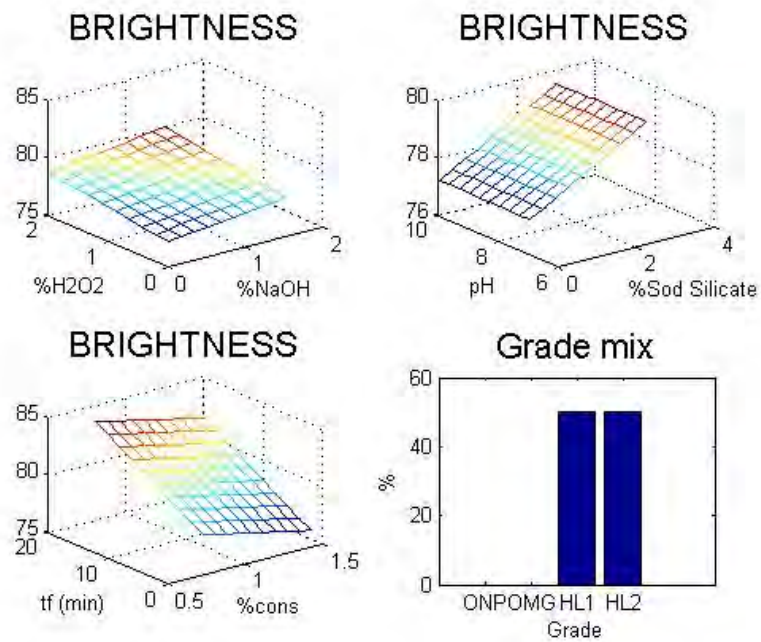 BRIGHTNESS
85
80
75
2
1
0
%H2O2
0
1
2
%NaOH
BRIGHTNESS
80
78
76
10
8
6
pH
0
2
4
%Sod Silicate
BRIGHTNESS
85
80
75
20
10
0
tf (min)
0.5
1
1.5
%cons
Grade mix
60
40
20
0
%
ONPOMG HL1 HL2
Grade